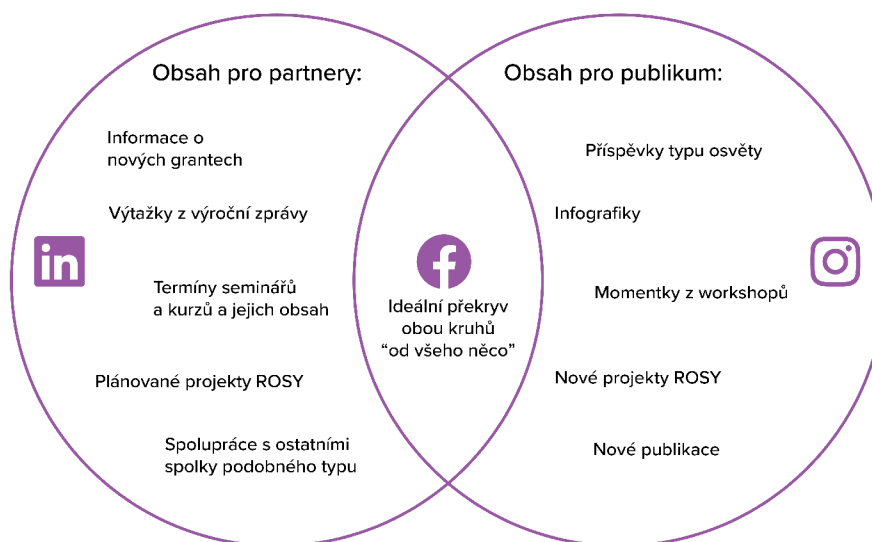 Obsah pro partnery:
Informace o
nových grantech
Výtažky z výroční zprávy
Termíny seminářů
a kurzů a jejich obsah
Plánované projekty ROSY
Spolupráce s ostatními
spolky podobného typu
in
Ideální překryv
obou kruhů
“od všeho něco”
Obsah pro publikum:
Příspěvky typu osvěty
Infografiky
Momentky z workshopů
Nové projekty ROSY
Nové publikace